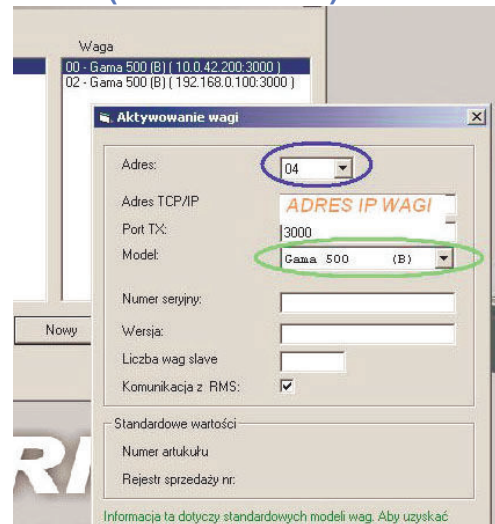 Waga
00 - Gama 500 (B) ( 10.0.42.200:3000 )
02 - Gama 500 (B) ( 192.168.0.100:3000 )
Aktywowanie wagi
Adres: 04
Adres TCP/IP ADRES IP WAGI
Port TX: 3000
Model: Gama 500 (B)
Numer seryjny:
Nowy
Wersja:
Liczba wag slave
Komunikacja z RMS:
Standardowe wartości
Numer artukułu
Rejestr sprzedaży nr:
Informacja ta dotyczy standardowych modeli wag. Aby uzyskać